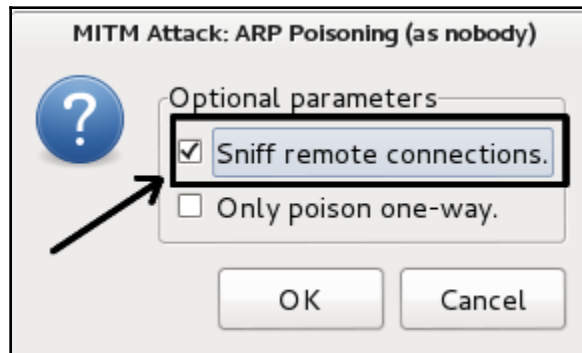 MITM Attack: ARP Poisoning (as nobody)
?
Optional parameters
Sniff remote connections.
Only poison one-way.
OK
Cancel